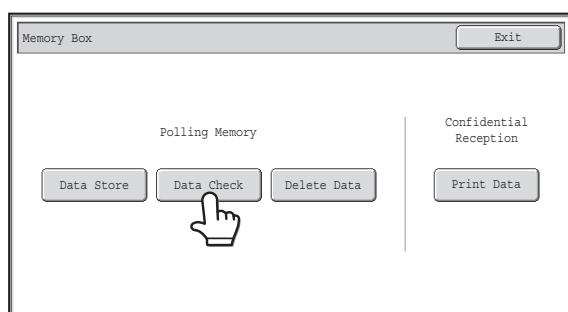 Memory Box
Exit
Polling Memory
Confidential
Reception
Data Store
Data Check
Delete Data
Print Data